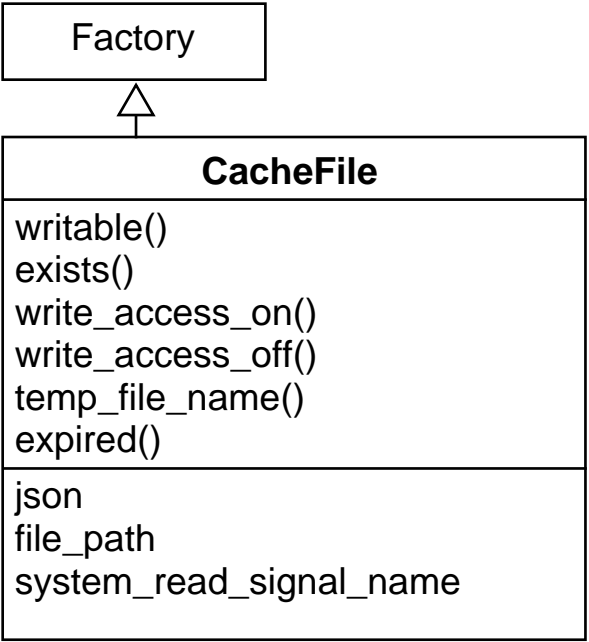 Factory
CacheFile
writable()
exists()
write_access_on()
write_access_off()
temp_file_name()
expired()
json
file_path
system_read_signal_name